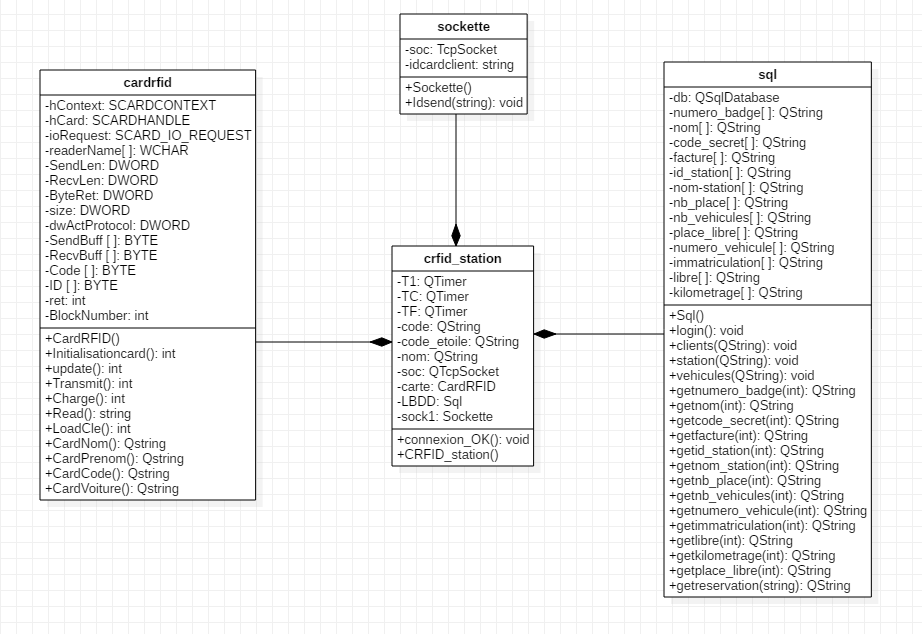 sockette
-soc: TcpSocket
-idcardclient: string
+Sockette()
+Idsend(string): void
cardrfid
-hContext: SCARDCONTEXT
-hCard: SCARDHANDLE
-ioRequest: SCARD_IO_REQUEST
-readerName[ ]: WCHAR
-SendLen: DWORD
-RecvLen: DWORD
-ByteRet: DWORD
-size: DWORD
-dwActProtocol: DWORD
-SendBuff [ ]: BYTE
-RecvBuff [ ]: BYTE
-Code [ ]: BYTE
-ID [ ]: BYTE
-ret: int
-BlockNumber: int
+CardRFID()
+Initialisationcard(): int
+update(): int
+Transmit(): int
+Charge(): int
+Read(): string
+LoadCle(): int
+CardNom(): Qstring
+CardPrenom(): Qstring
+CardCode(): Qstring
+CardVoiture(): Qstring
crfid_station
-T1: QTimer
-TC: QTimer
-TF: QTimer
-code: QString
-code_etoile: QString
-nom: QString
-soc: QTcpSocket
-carte: CardRFID
-LBDD: Sql
-sock1: Sockette
+connexion_OK(): void
+CRFID_station()
sql
-db: QSqlDatabase
-numero_badge[ ]: QString
-nom[ ]: QString
-code_secret[ ]: QString
-facture[ ]: QString
-id_station[ ]: QString
-nom-station[ ]: QString
-nb_place[ ]: QString
-nb_vehicules[ ]: QString
-place_libre[ ]: QString
-numero_vehicule[ ]: QString
-immatriculation[ ]: QString
-libre[ ]: QString
-kilometrage[ ]: QString
+Sql()
+login(): void
+clients(QString): void
+station(QString): void
+vehicules(QString): void
+getnumero_badge(int): QString
+getnom(int): QString
+getcode_secret(int): QString
+getfacture(int): QString
+getid_station(int): QString
+getnom_station(int): QString
+getnb_place(int): QString
+getnb_vehicules(int): QString
+getnumero_vehicule(int): QString
+getimmatriculation(int): QString
+getlibre(int): QString
+getkilometrage(int): QString
+getplace_libre(int): QString
+getreservation(string): QString